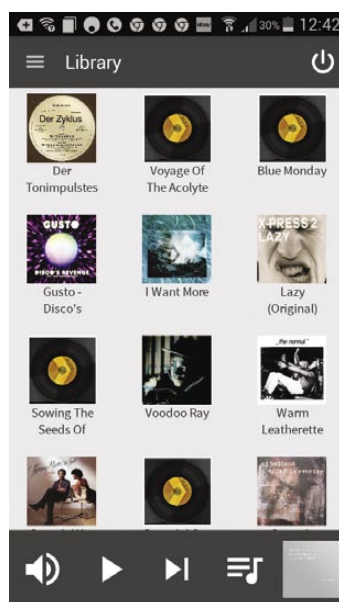 30% 12:42
Library
Der Zyklus
Der
Tonimpulstes
Voyage Of
The Acolyte
Blue Monday
GUSTO
DISCO'S REVENGE
Gusto -
Disco's
I Want More
X-PRESS 2
LAZY
Lazy
(Original)
Sowing The
Seeds Of
Voodoo Ray
the normal
Warm
Leatherette